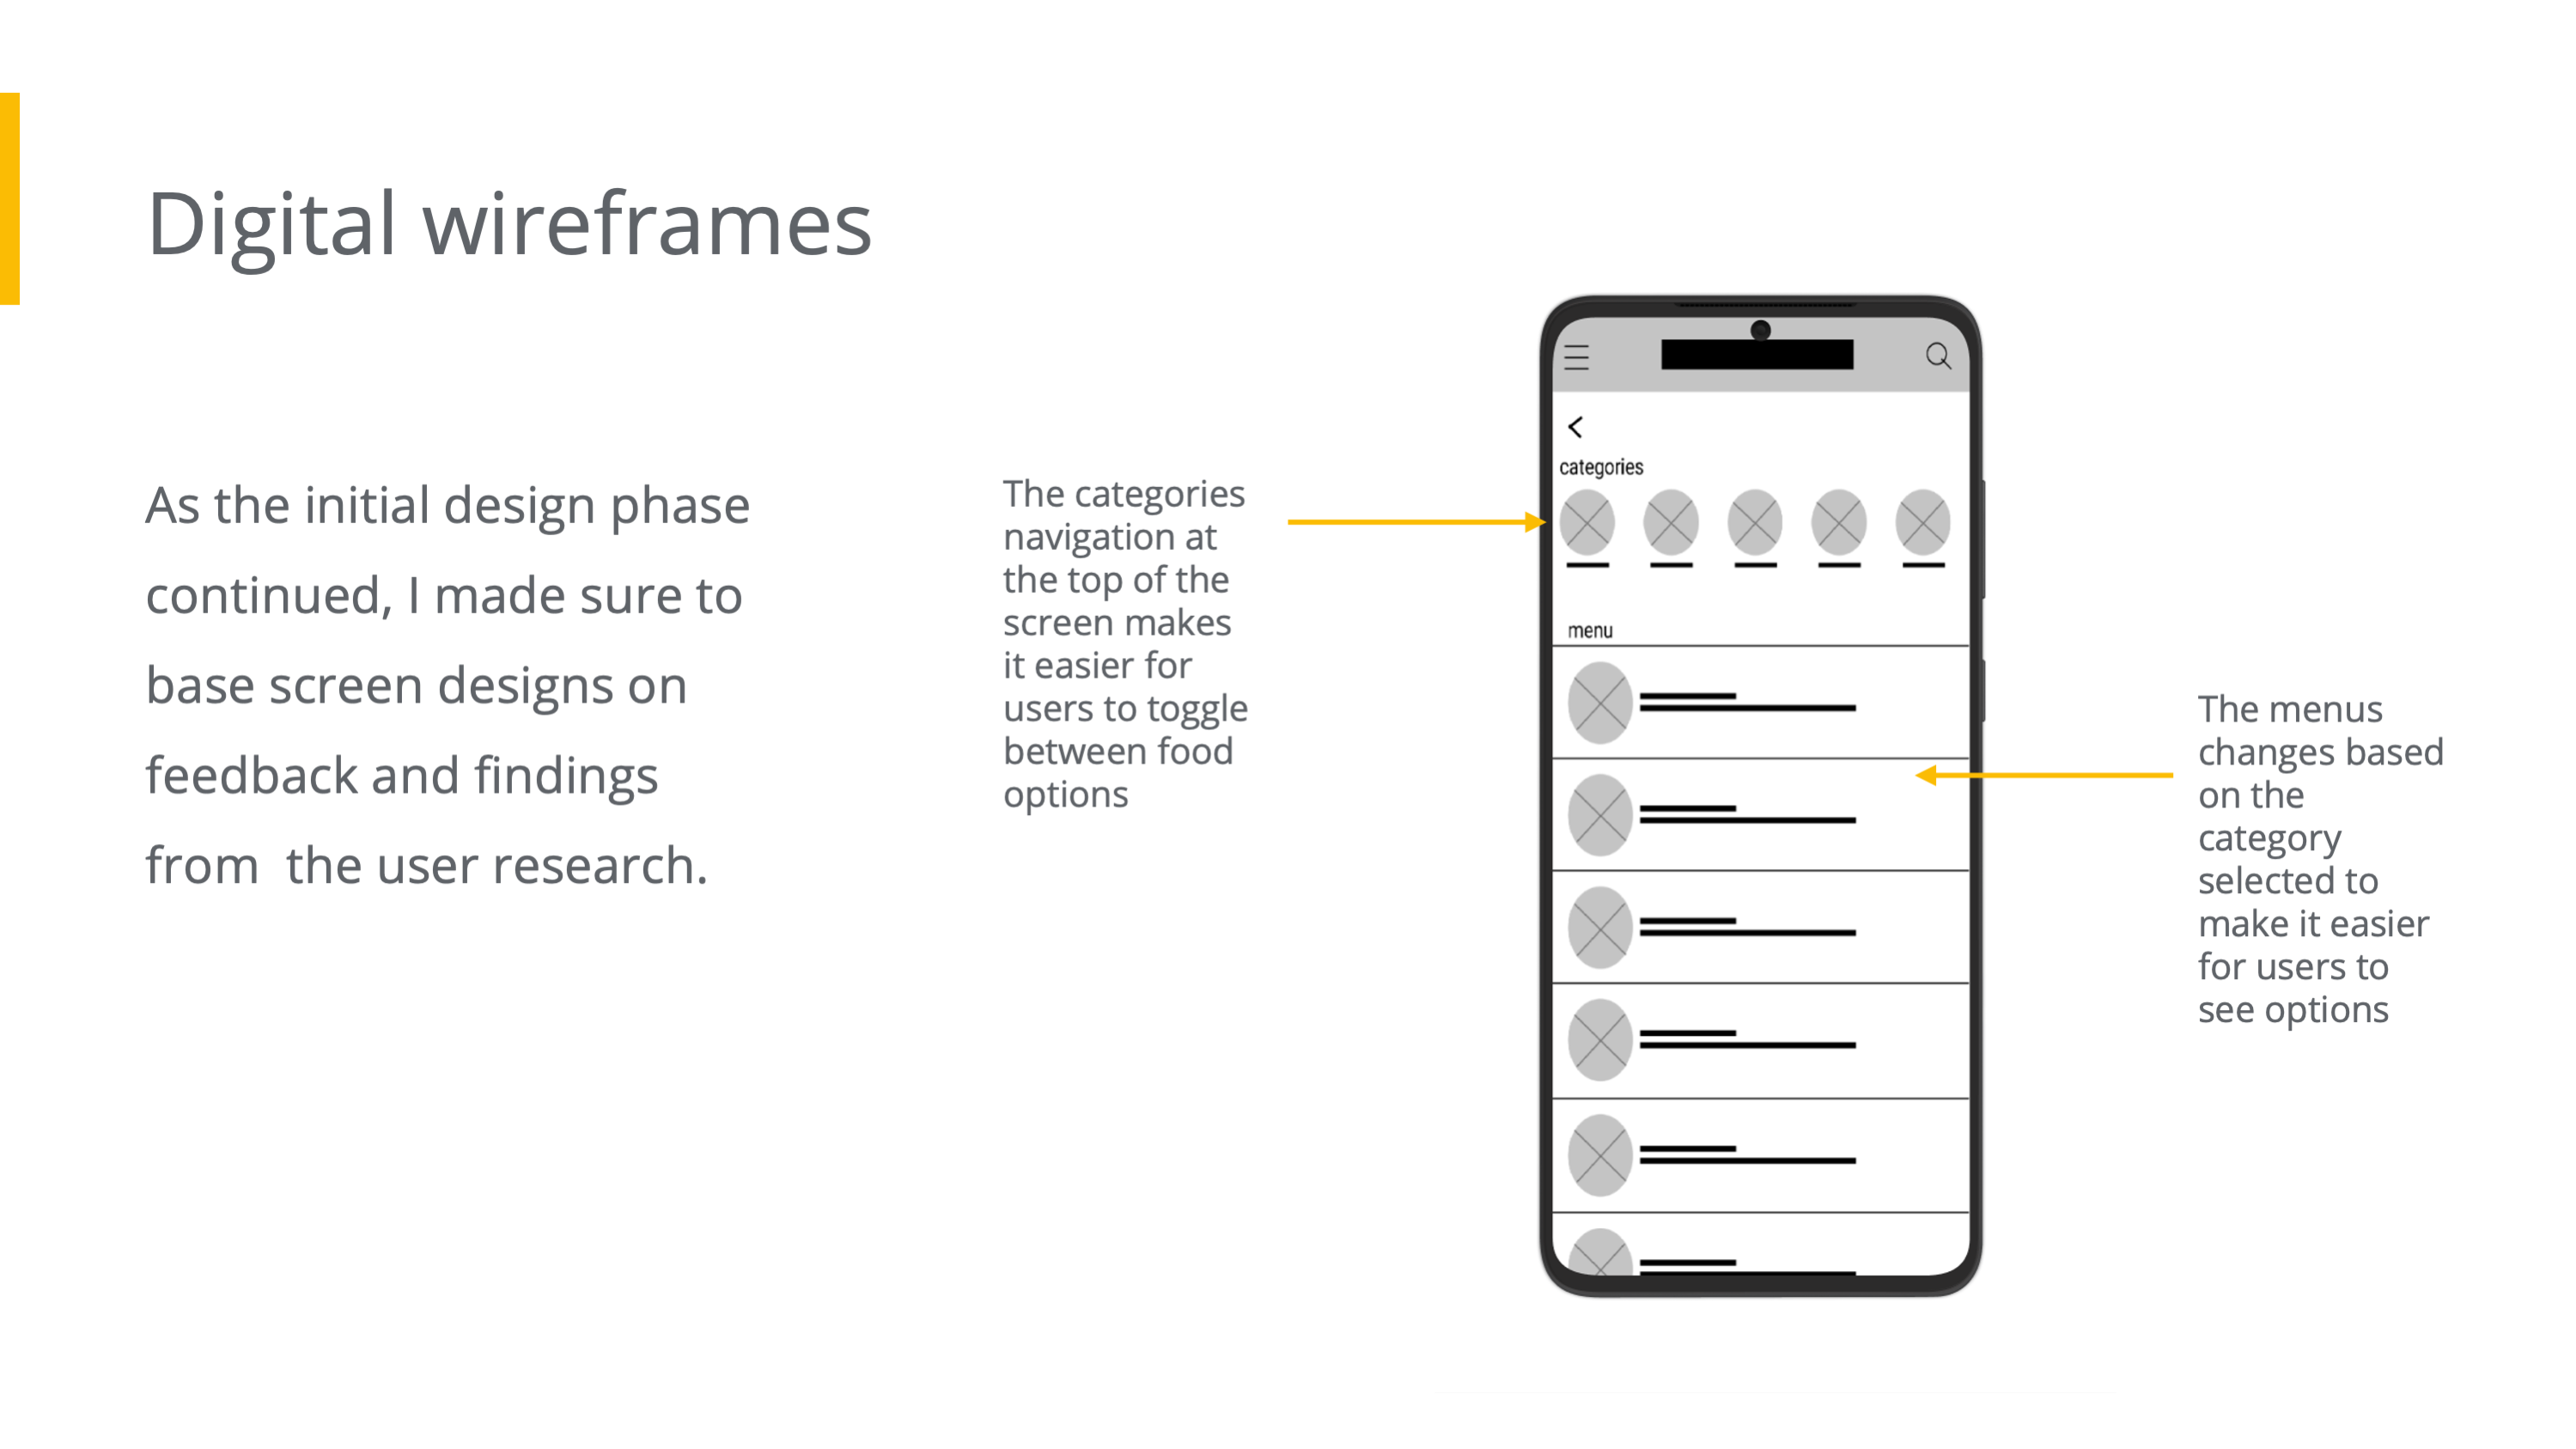 Digital wireframes
As the initial design phase
continued, I made sure to
base screen designs on
feedback and findings
from  the user research.
The categories
navigation at
the top of the
screen makes
it easier for
users to toggle
between food
options
categories
menu
The menus
changes based
on the
category
selected to
make it easier
for users to
see options